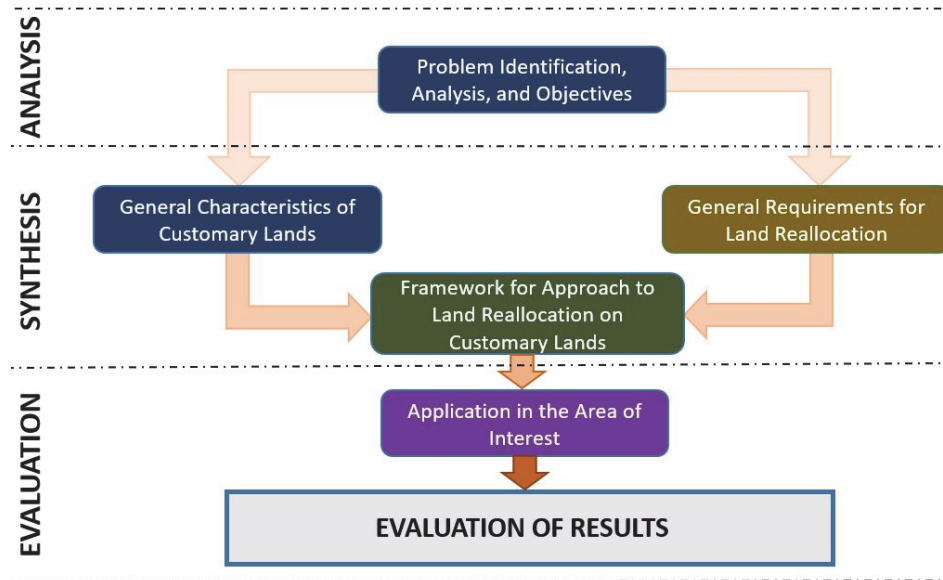 ANALYSIS
Problem Identification,
Analysis, and Objectives
SYNTHESIS
General Characteristics of
Customary Lands
General Requirements for
Land Reallocation
Framework for Approach to
Land Reallocation on
Customary Lands
EVALUATION
Application in the Area of
Interest
EVALUATION OF RESULTS